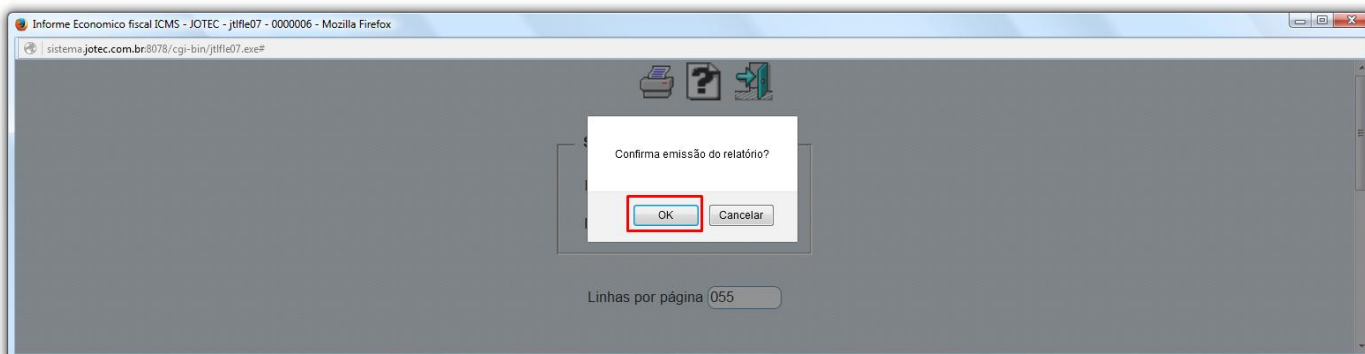 Informe Economico fiscal ICMS - JOTEC - jtlfle07 - 0000006 - Mozilla Firefox
sistema.jotec.com.br:8078/cgi-bin/jtlfle07.exe#
Confirma emissão do relatório?
OK Cancelar
Linhas por página 055